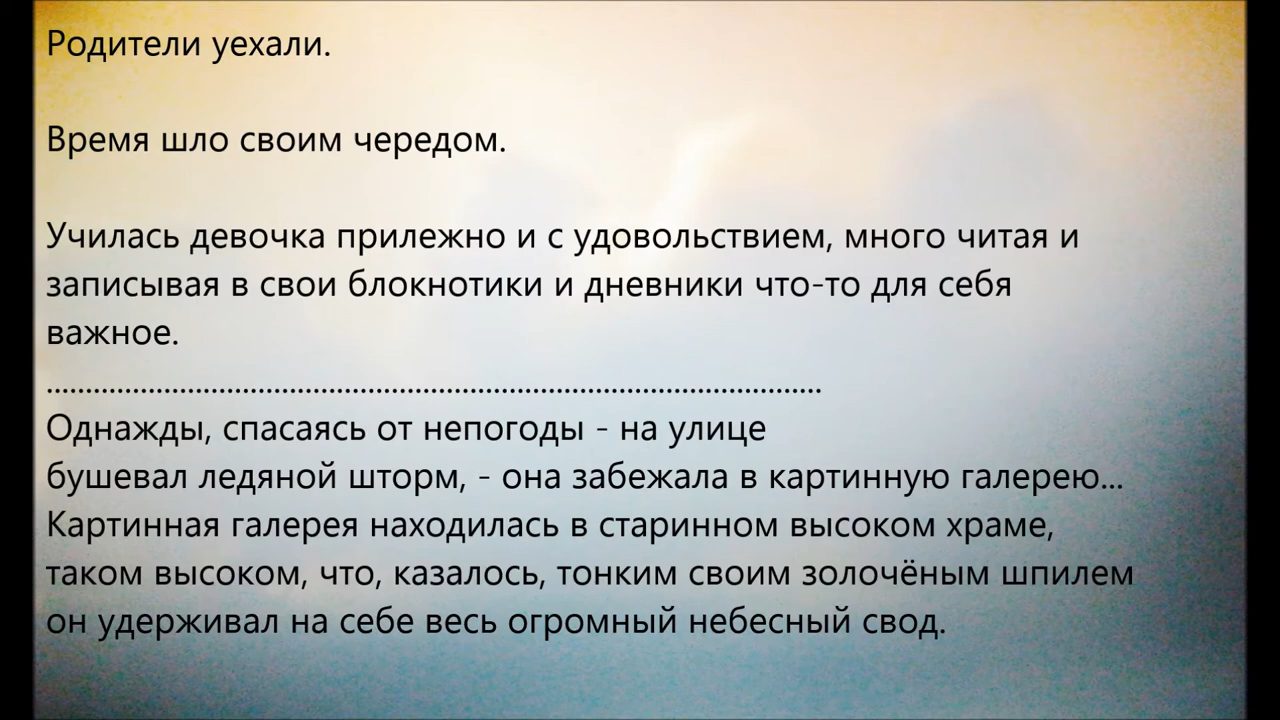 Родители уехали.
Время шло своим чередом.
Училась девочка прилежно и с удовольствием, много читая и
записывая в свои блокнотики и дневники что-то для себя
важное.
...................................................................................................
Однажды, спасаясь от непогоды - на улице
бушевал ледяной шторм, - она забежала в картинную галерею...
Картинная галерея находилась в старинном высоком храме,
таком высоком, что, казалось, тонким своим золочёным шпилем
он удерживал на себе весь огромный небесный свод.